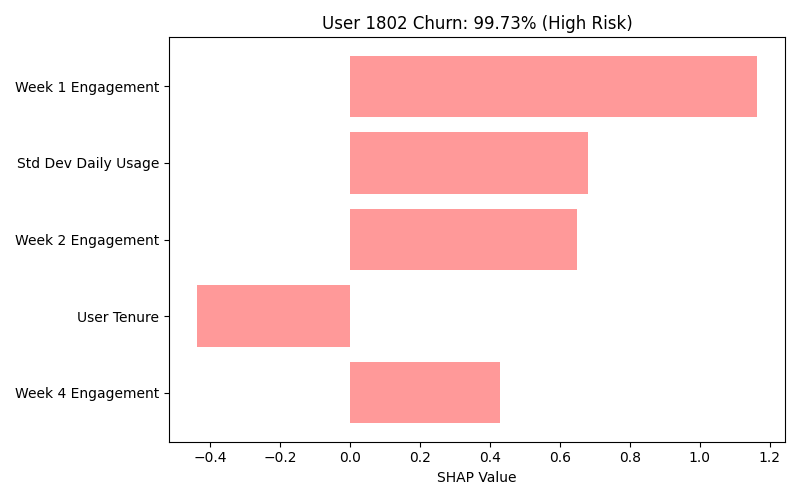 User 1802 Churn: 99.73% (High Risk)
Week 1 Engagement
Std Dev Daily Usage
Week 2 Engagement
User Tenure
Week 4 Engagement
−0.4 −0.2 0.0 0.2 0.4 0.6 0.8 1.0 1.2
SHAP Value